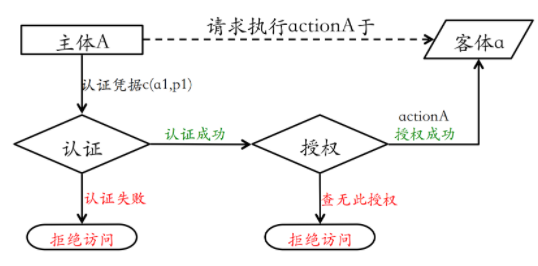 请求执行actionA于
主体A
客体a
认证凭据c(a1,p1)
actionA
认证
认证成功
授权
授权成功
认证失败
查无此授权
拒绝访问
拒绝访问